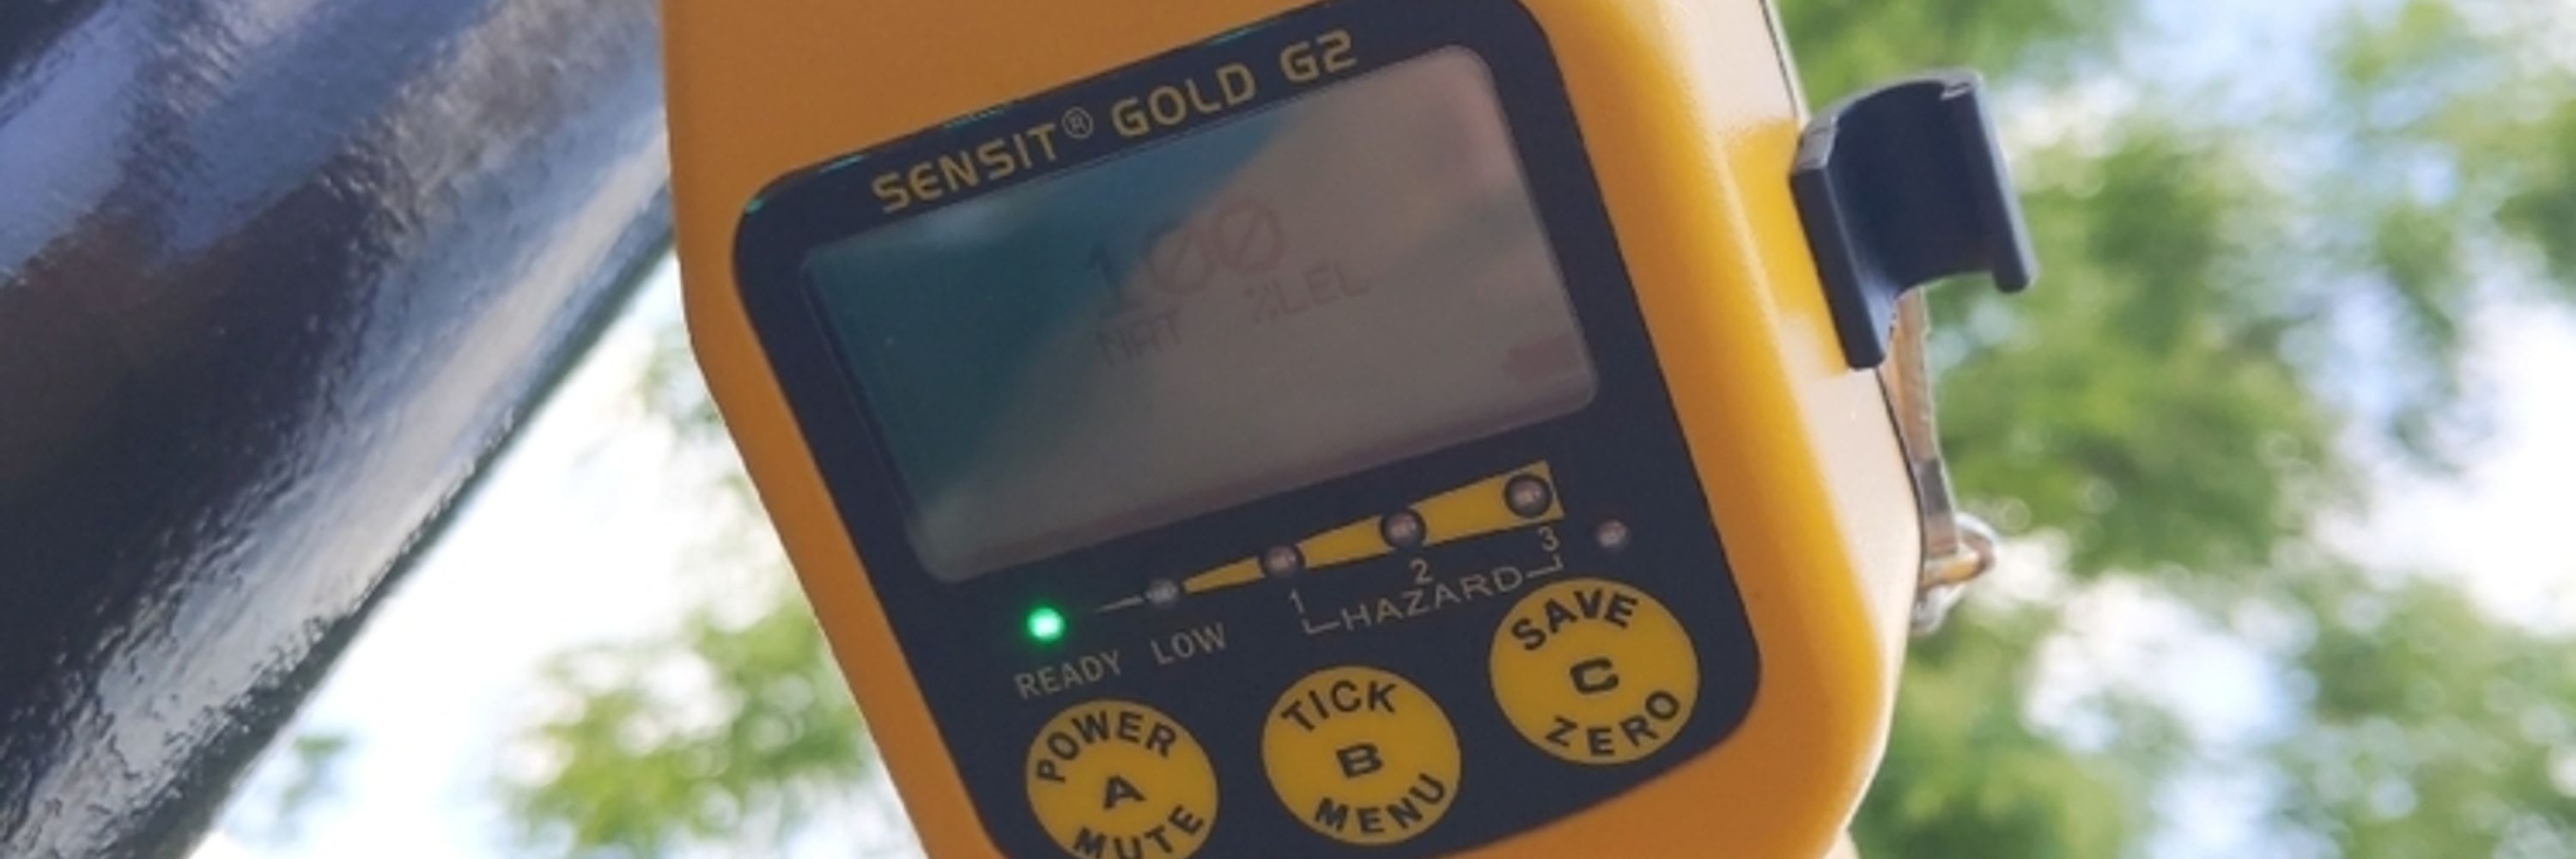 SENSIT® GOLD G2
100
NAT %LEL
READY LOW 1 HAZARD 2 3
POWER A MUTE
TICK B MENU
SAVE C ZERO